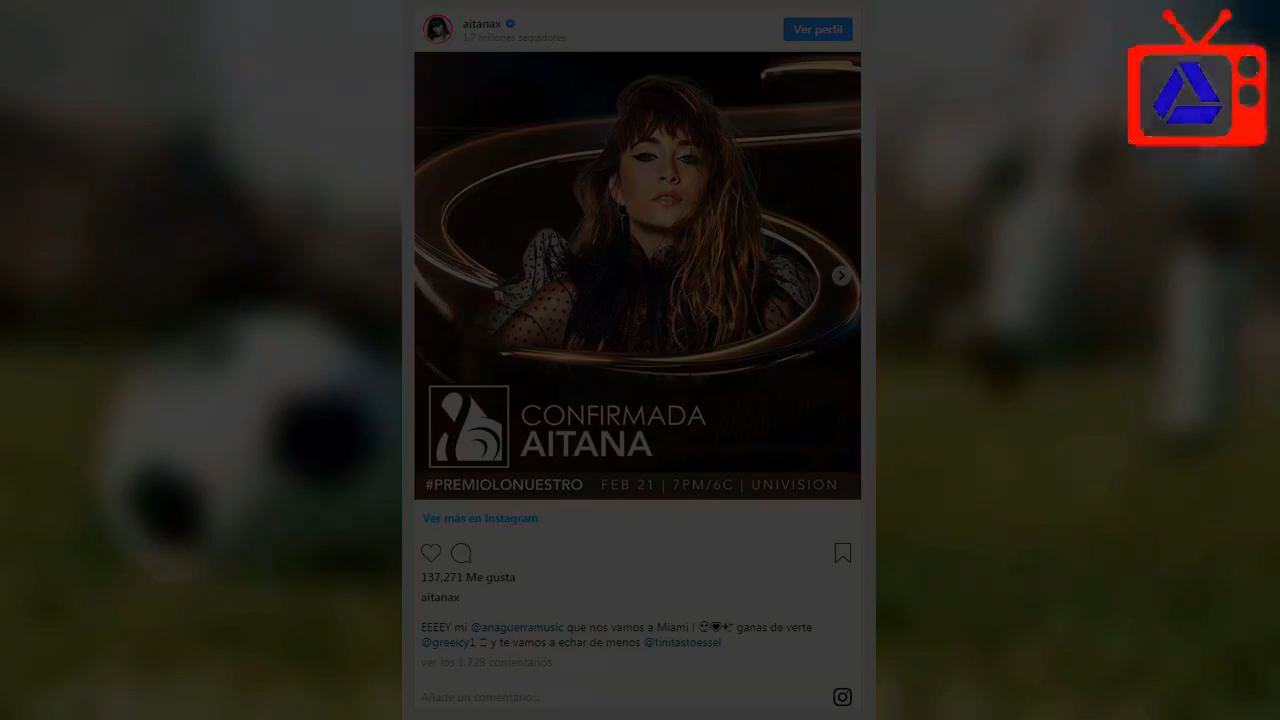 aitanax
1,7 millones seguidores
Ver perfil
CONFIRMADA
AITANA
#PREMIOLONUESTRO FEB 21 | 7PM/6C | UNIVISION
Ver más en Instagram
137,271 Me gusta
aitanax
EEEEY mi @anaguerramusic que nos vamos a Miami ! ganas de verte
@greeicy1 y te vamos a echar de menos @tinitastoessel
ver los 1.728 comentarios
Añade un comentario...